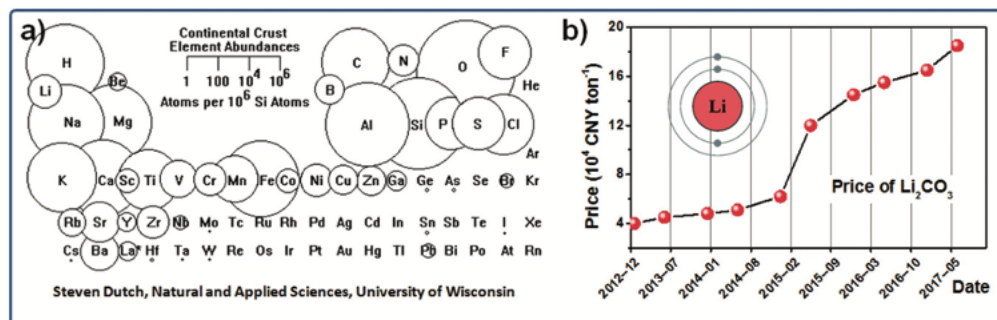 a)
Continental Crust
Element Abundances
1 100 10⁴ 10⁶
Atoms per 10⁶ Si Atoms
H C N O F He
Li Be B
Na Mg Al Si P S Cl Ar
K Ca Sc Ti V Cr Mn Fe Co Ni Cu Zn Ga Ge As Se Br Kr
Rb Sr Y Zr Nb Mo Tc Ru Rh Pd Ag Cd In Sn Sb Te I Xe
Cs Ba La* Hf Ta W Re Os Ir Pt Au Hg Tl Pb Bi Po At Rn
Steven Dutch, Natural and Applied Sciences, University of Wisconsin
b)
Price (10⁴ CNY ton⁻¹)
20
16
12
8
4
Li
Price of Li₂CO₃
2012–12
2013–07
2014–01
2014–08
2015–02
2015–09
2016–03
2016–10
2017–05
Date